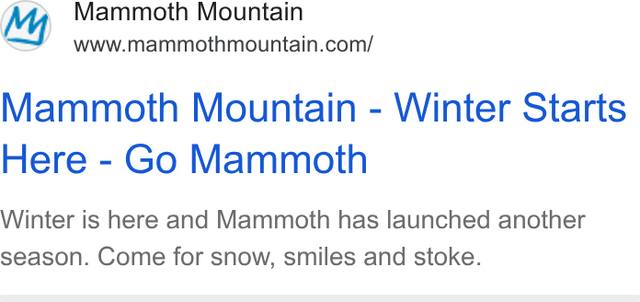 Mammoth Mountain
www.mammothmountain.com/
Mammoth Mountain - Winter Starts
Here - Go Mammoth
Winter is here and Mammoth has launched another
season. Come for snow, smiles and stoke.